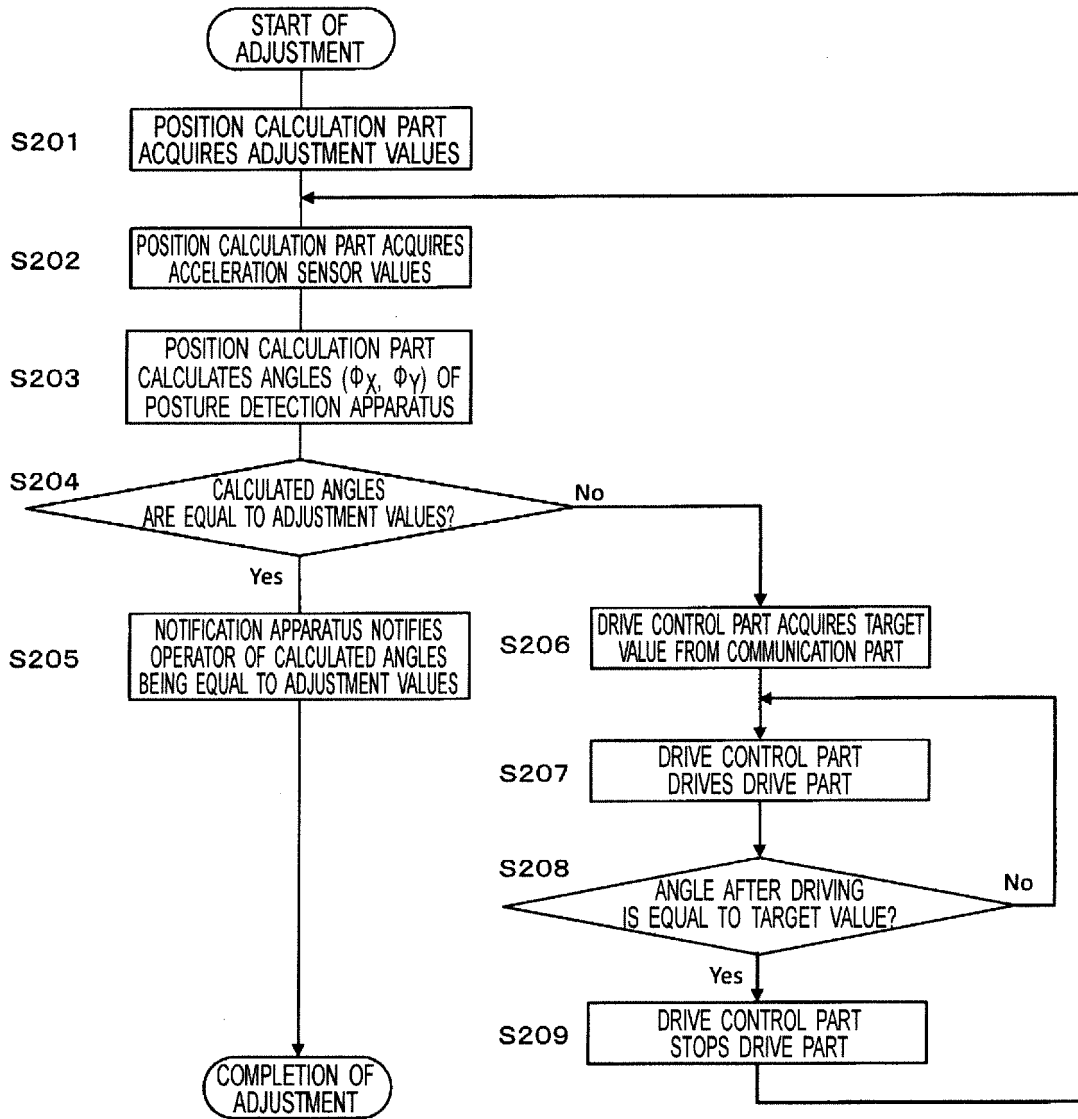 START OF
ADJUSTMENT
S201
POSITION CALCULATION PART
ACQUIRES ADJUSTMENT VALUES
S202
POSITION CALCULATION PART ACQUIRES
ACCELERATION SENSOR VALUES
S203
POSITION CALCULATION PART
CALCULATES ANGLES (ΦX, ΦY) OF
POSTURE DETECTION APPARATUS
S204
CALCULATED ANGLES
ARE EQUAL TO ADJUSTMENT VALUES?
No
Yes
S205
NOTIFICATION APPARATUS NOTIFIES
OPERATOR OF CALCULATED ANGLES
BEING EQUAL TO ADJUSTMENT VALUES
S206
DRIVE CONTROL PART ACQUIRES TARGET
VALUE FROM COMMUNICATION PART
S207
DRIVE CONTROL PART
DRIVES DRIVE PART
S208
ANGLE AFTER DRIVING
IS EQUAL TO TARGET VALUE?
No
Yes
S209
DRIVE CONTROL PART
STOPS DRIVE PART
COMPLETION OF
ADJUSTMENT